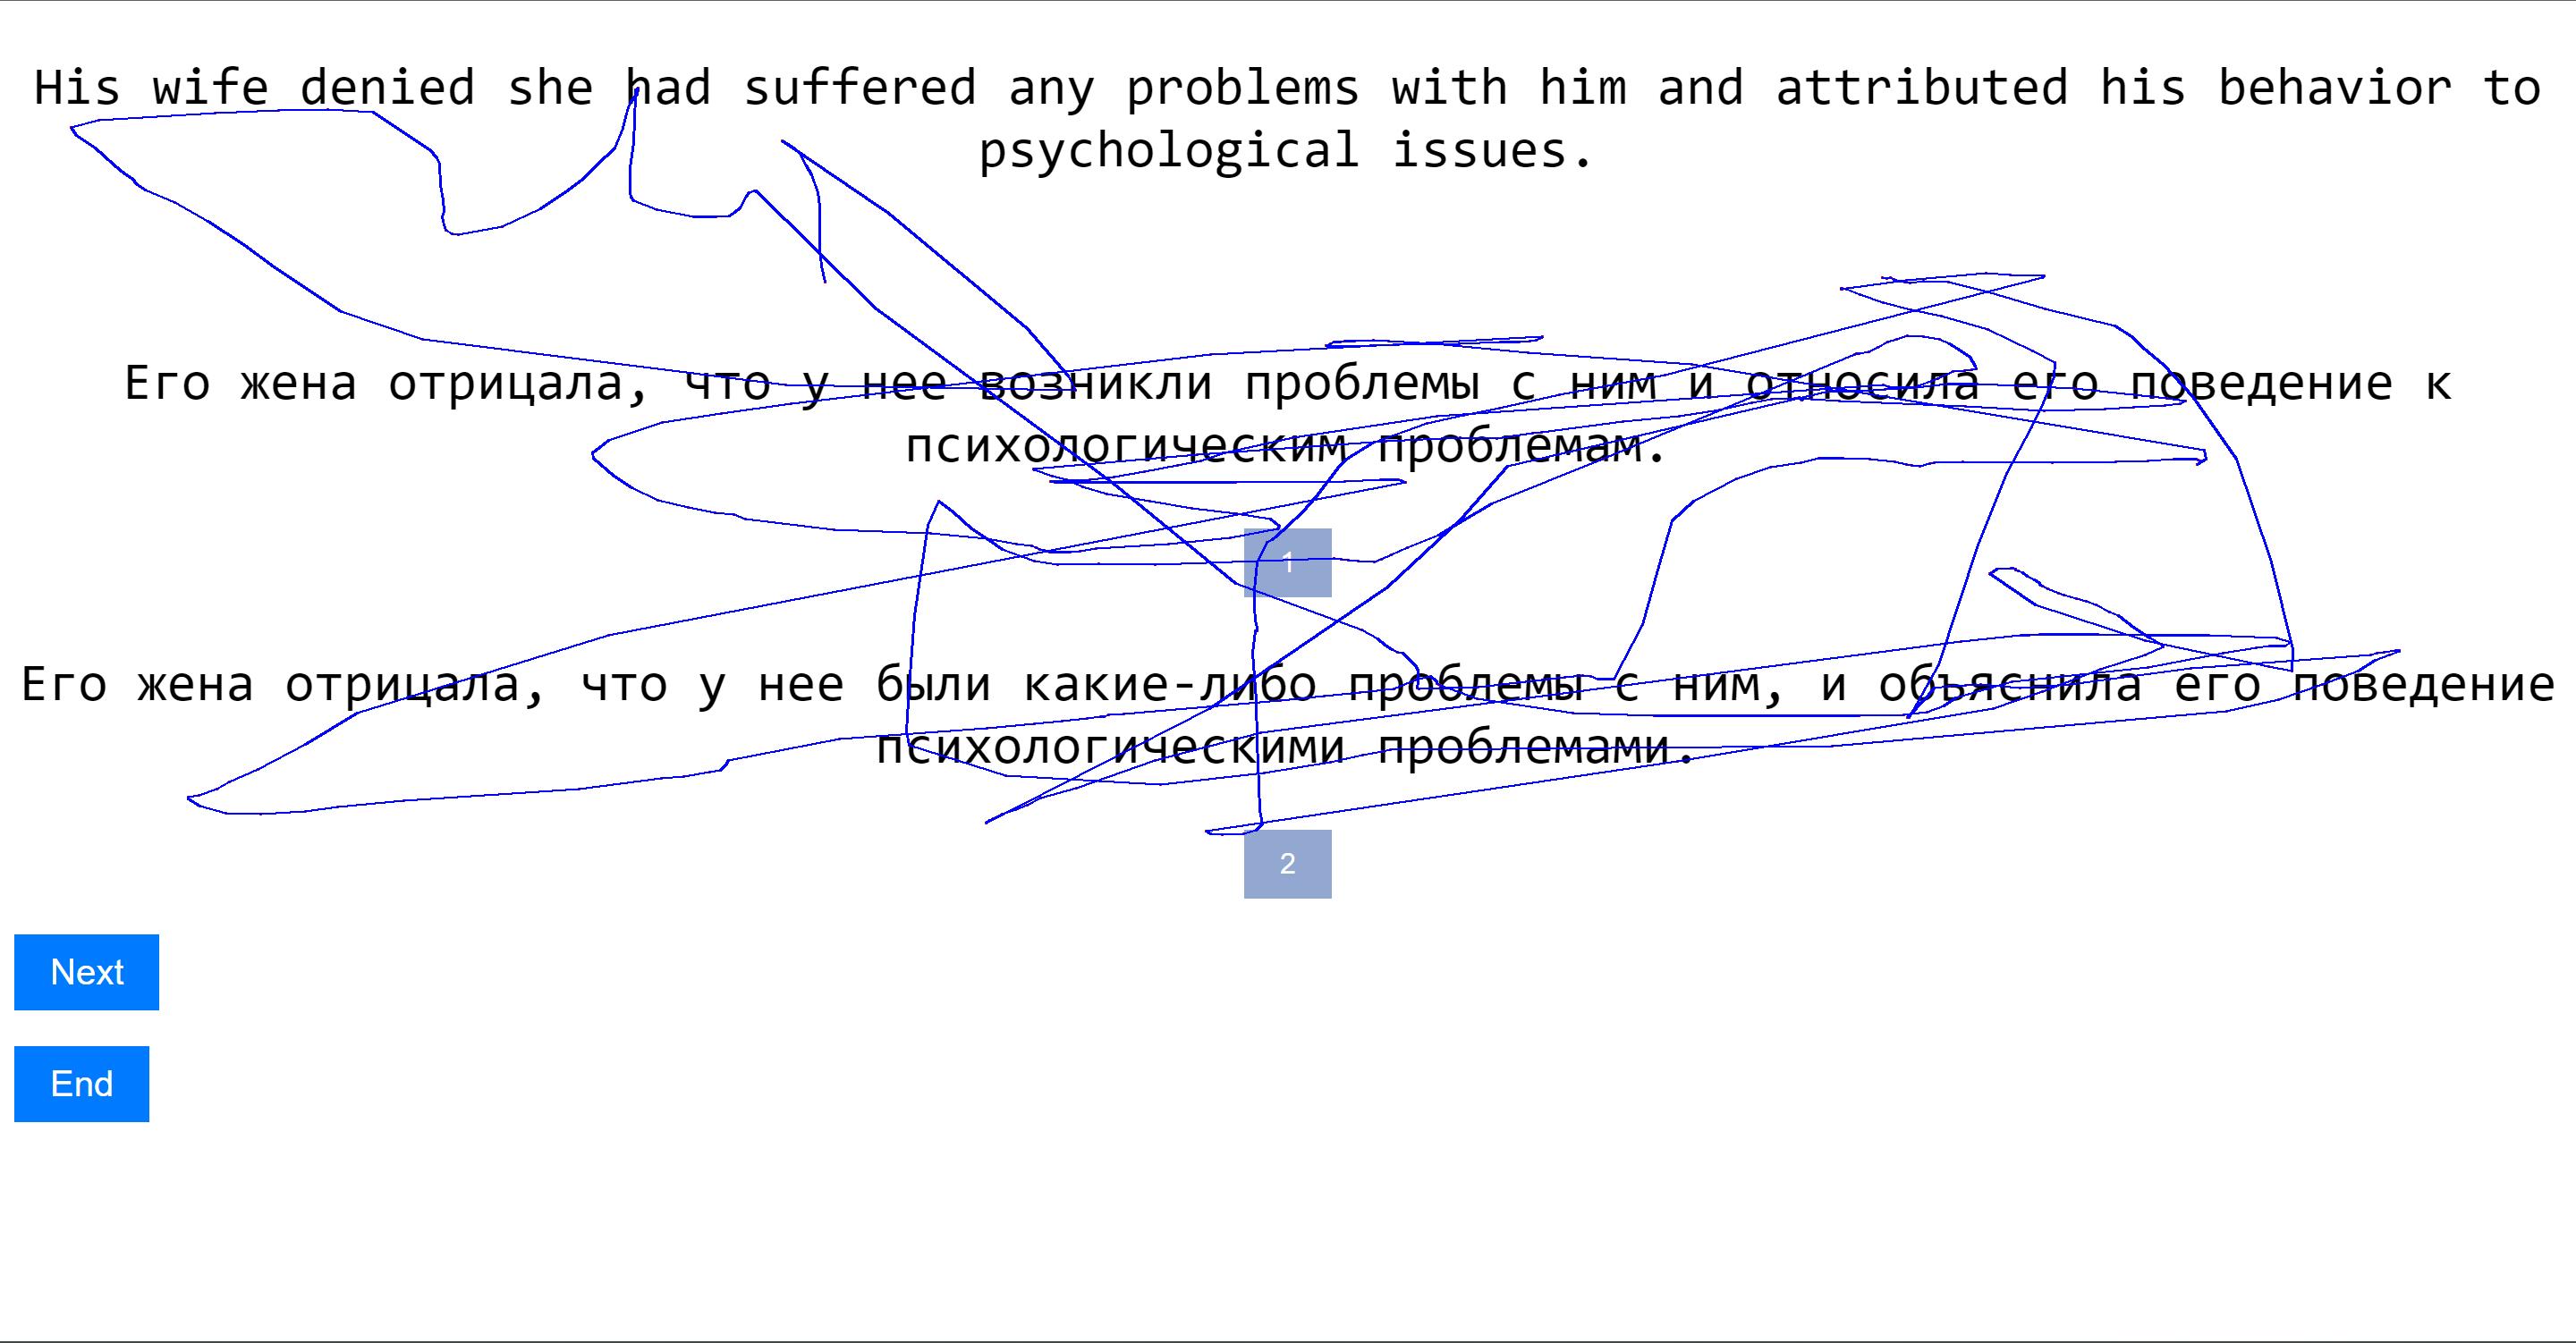 His wife denied she had suffered any problems with him and attributed his behavior to
psychological issues.
Его жена отрицала, что у нее возникли проблемы с ним и относила его поведение к
психологическим проблемам.
1
Его жена отрицала, что у нее были какие-либо проблемы с ним, и объяснила его поведение
психологическими проблемами.
2
Next
End